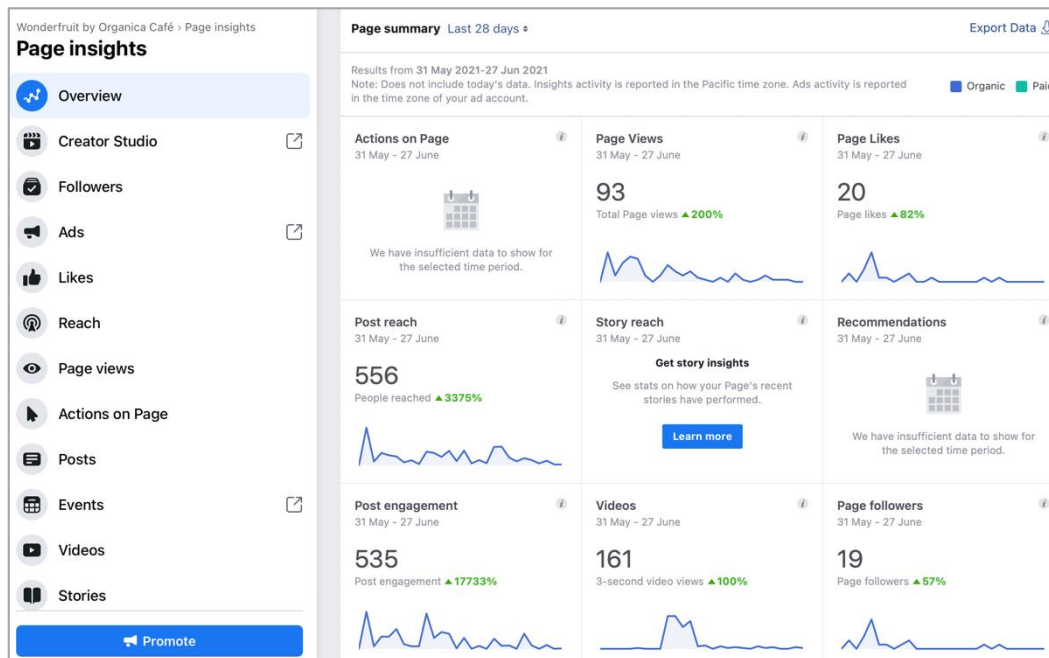 Wonderfruit by Organica Café › Page insights
Page insights
Overview
Creator Studio
Followers
Ads
Likes
Reach
Page views
Actions on Page
Posts
Events
Videos
Stories
Promote
Page summary Last 28 days
Export Data
Results from 31 May 2021-27 Jun 2021
Note: Does not include today's data. Insights activity is reported in the Pacific time zone. Ads activity is reported
in the time zone of your ad account.
Organic
Actions on Page
31 May - 27 June
We have insufficient data to show for
the selected time period.
Page Views
31 May - 27 June
93
Total Page views ▲200%
Page Likes
31 May - 27 June
20
Page likes ▲82%
Post reach
31 May - 27 June
556
People reached ▲3375%
Story reach
31 May - 27 June
Get story insights
See stats on how your Page's recent
stories have performed.
Learn more
Recommendations
31 May - 27 June
We have insufficient data to show for
the selected time period.
Post engagement
31 May - 27 June
535
Post engagement ▲17733%
Videos
31 May - 27 June
161
3-second video views ▲100%
Page followers
31 May - 27 June
19
Page followers ▲57%